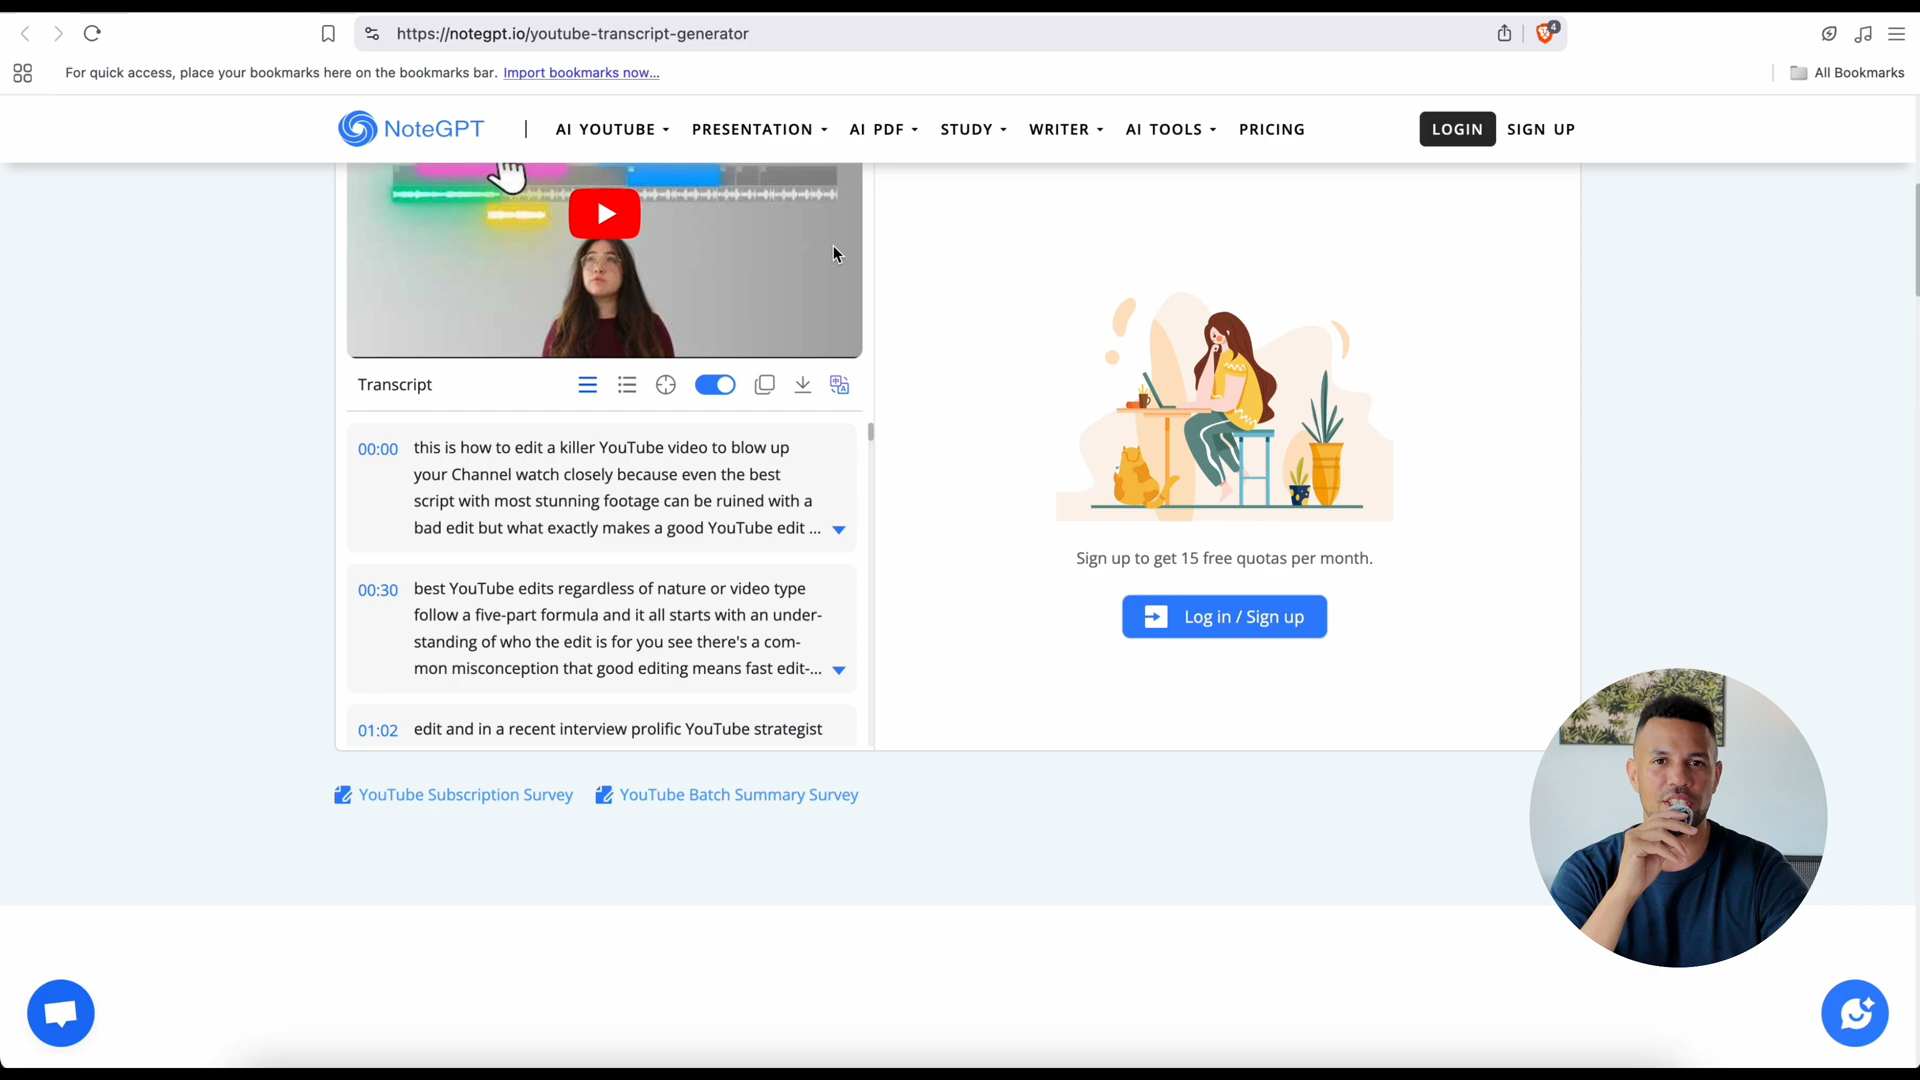 https://notegpt.io/youtube-transcript-generator
4
For quick access, place your bookmarks here on the bookmarks bar. Import bookmarks now...
All Bookmarks
NoteGPT
AI YOUTUBE
PRESENTATION
AI PDF
STUDY
WRITER
AI TOOLS
PRICING
LOGIN
SIGN UP
Transcript
00:00
this is how to edit a killer YouTube video to blow up
your Channel watch closely because even the best
script with most stunning footage can be ruined with a
bad edit but what exactly makes a good YouTube edit ...
00:30
best YouTube edits regardless of nature or video type
follow a five-part formula and it all starts with an under-
standing of who the edit is for you see there's a com-
mon misconception that good editing means fast edit-...
01:02
edit and in a recent interview prolific YouTube strategist
Sign up to get 15 free quotas per month.
Log in / Sign up
YouTube Subscription Survey
YouTube Batch Summary Survey